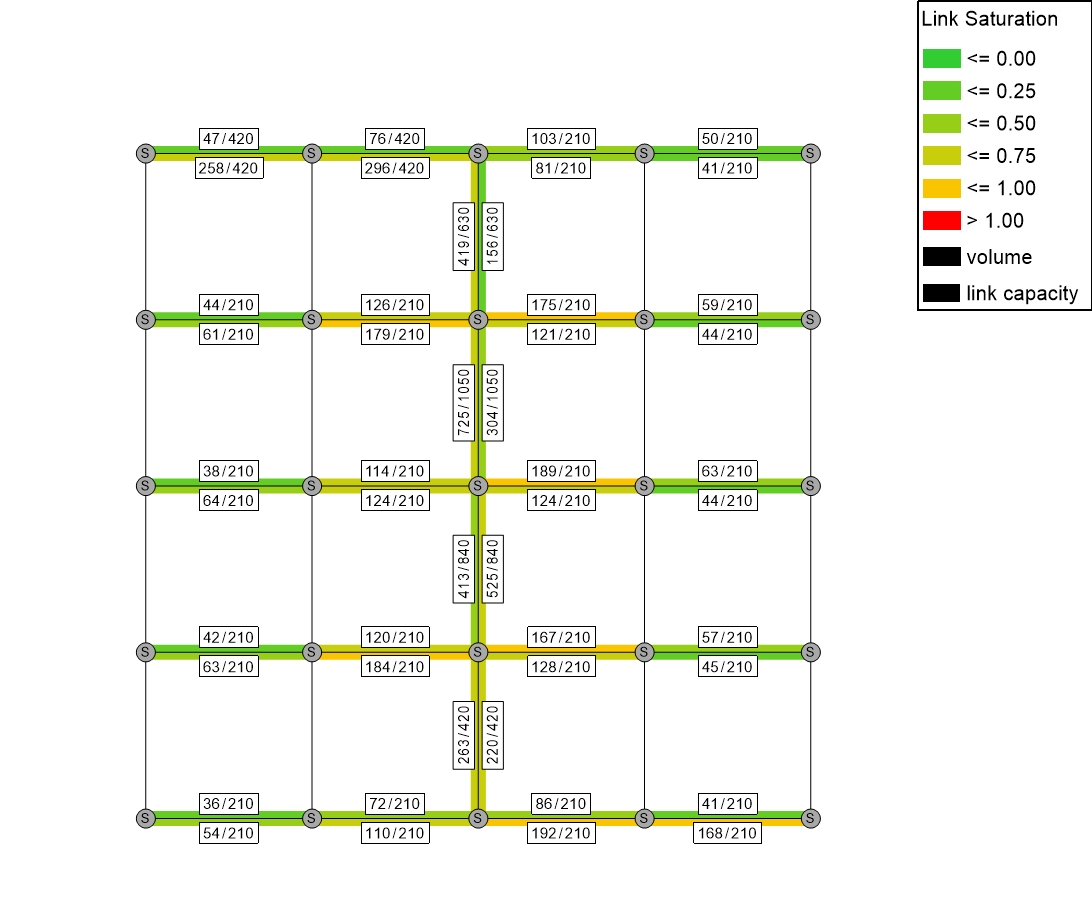 Link Saturation
<= 0.00
<= 0.25
<= 0.50
<= 0.75
<= 1.00
> 1.00
volume
link capacity
47/420
76/420
103/210
50/210
S
S
S
S
S
258/420
296/420
81/210
41/210
419/630
156/630
44/210
126/210
175/210
59/210
S
S
S
S
S
61/210
179/210
121/210
44/210
725/1050
304/1050
38/210
114/210
189/210
63/210
S
S
S
S
S
64/210
124/210
124/210
44/210
413/840
525/840
42/210
120/210
167/210
57/210
S
S
S
S
S
63/210
184/210
128/210
45/210
263/420
220/420
36/210
72/210
86/210
41/210
S
S
S
S
S
54/210
110/210
192/210
168/210